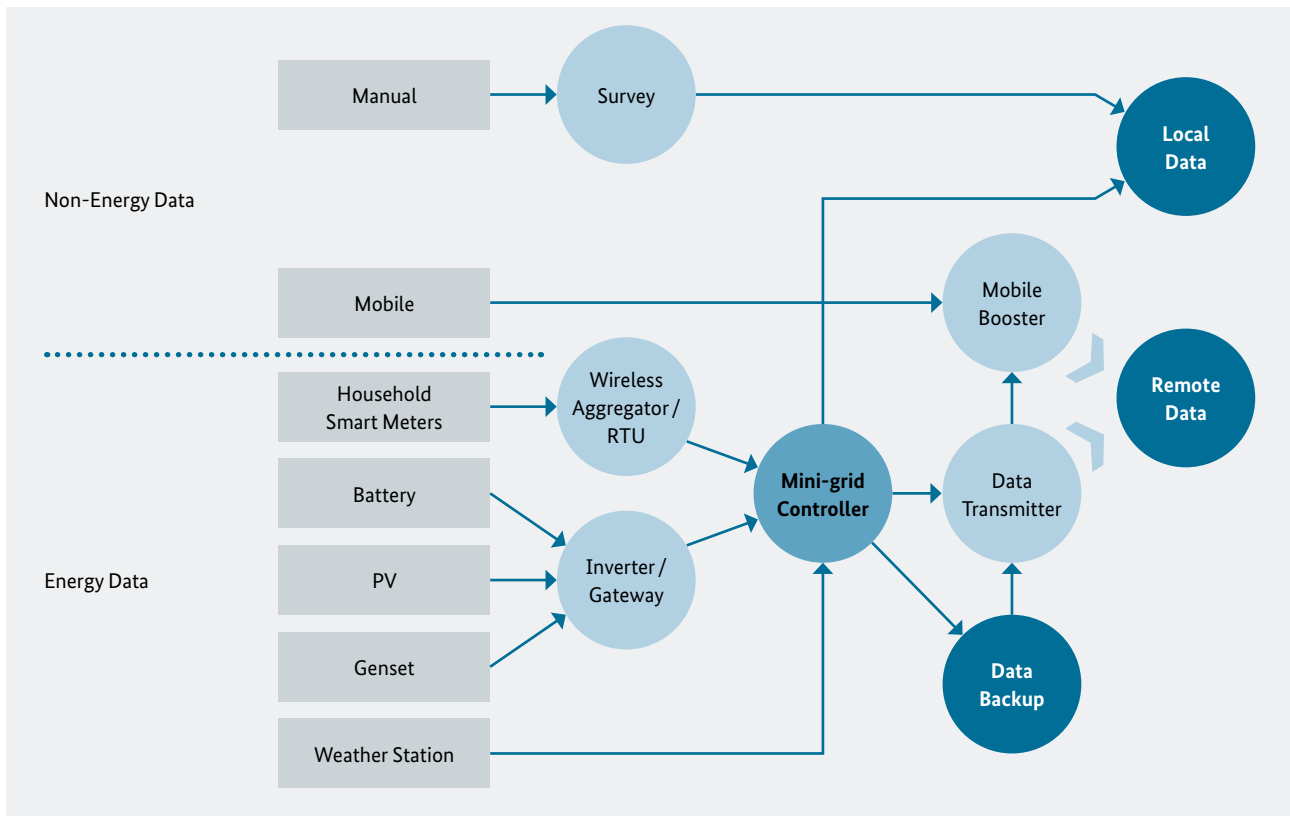 Manual
Survey
Local
Data
Non-Energy Data
Mobile
Mobile
Booster
Household
Smart Meters
Wireless
Aggregator /
RTU
Remote
Data
Battery
Mini-grid
Controller
Data
Transmitter
Energy Data
PV
Inverter /
Gateway
Genset
Data
Backup
Weather Station